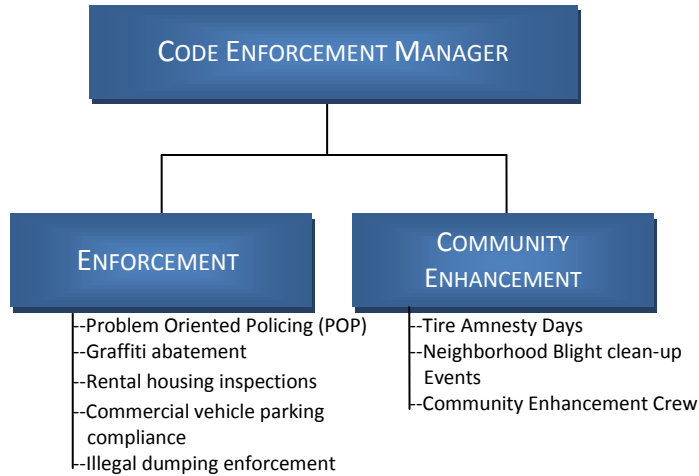 CODE ENFORCEMENT MANAGER
ENFORCEMENT
--Problem Oriented Policing (POP)
--Graffiti abatement
--Rental housing inspections
--Commercial vehicle parking
compliance
--Illegal dumping enforcement
COMMUNITY
ENHANCEMENT
--Tire Amnesty Days
--Neighborhood Blight clean-up
Events
--Community Enhancement Crew